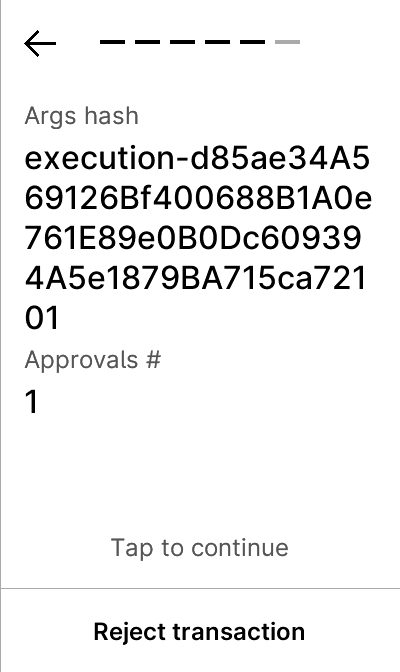 Args hash
execution-d85ae34A5
69126Bf400688B1A0e
761E89e0B0Dc60939
4A5e1879BA715ca721
01
Approvals #
1
Tap to continue
Reject transaction